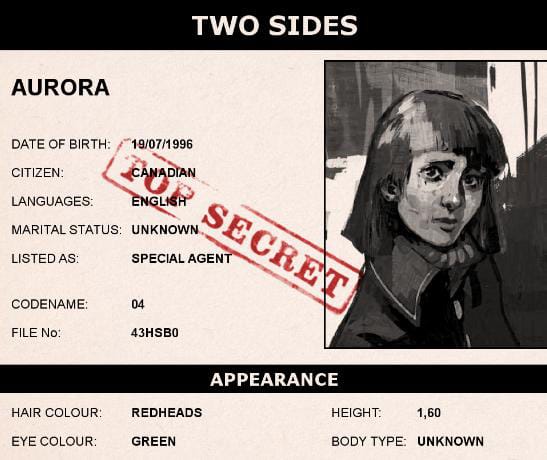 TWO SIDES
AURORA
DATE OF BIRTH: 19/07/1996
CITIZEN: CANADIAN
LANGUAGES: ENGLISH
MARITAL STATUS: UNKNOWN
LISTED AS: SPECIAL AGENT
TOP SECRET
CODENAME: 04
FILE No: 43HSB0
APPEARANCE
HAIR COLOUR: REDHEADS HEIGHT: 1,60
EYE COLOUR: GREEN BODY TYPE: UNKNOWN